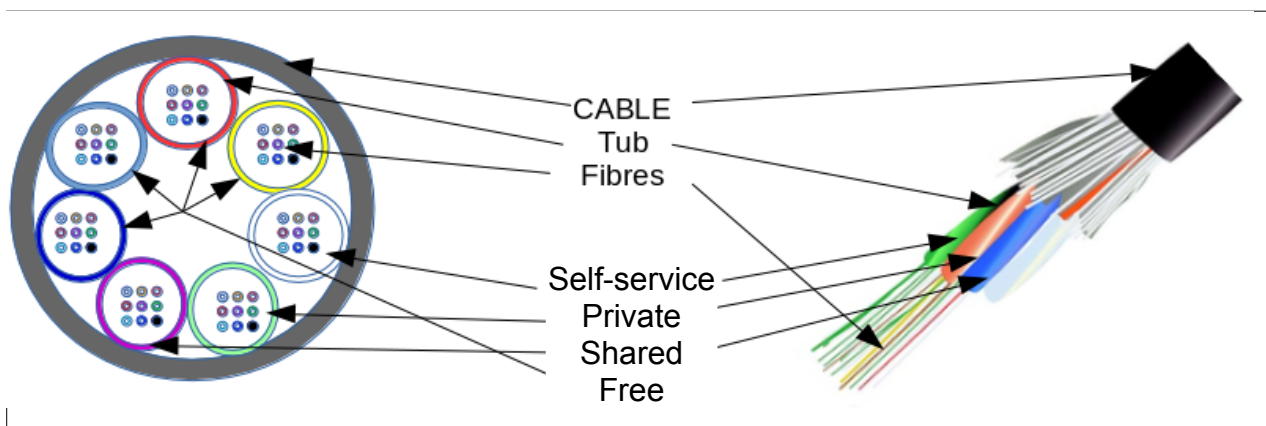 CABLE
Tub
Fibres
Self-service
Private
Shared
Free